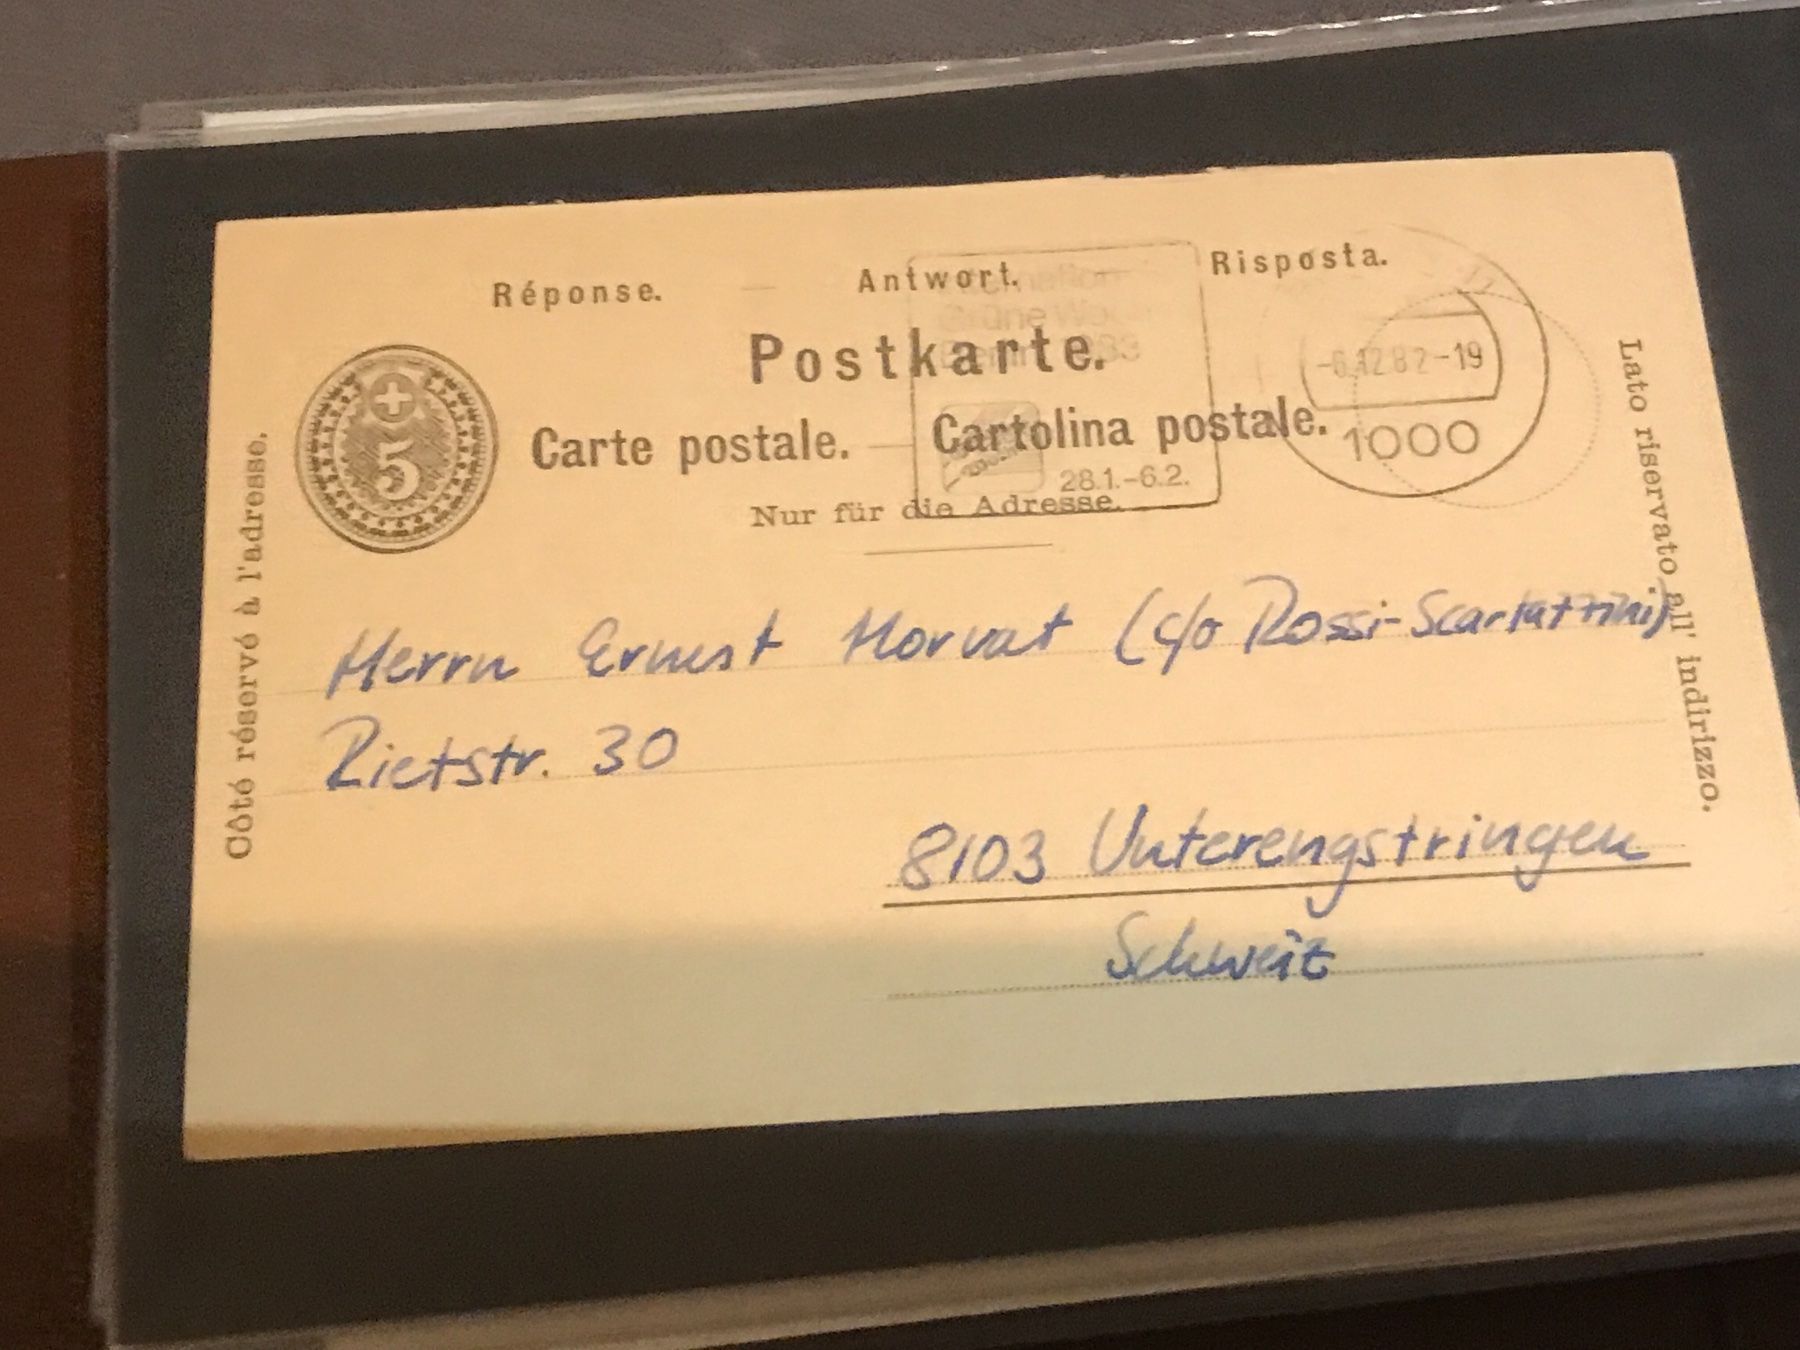 Réponse. — Antwort. Risposta.
Postkarte.
Carte postale. — Cartolina postale.
Nur für die Adresse.
5
Grüne
28.1.-6.2.
-6.12.82-19
1000
Côté réservé à l'adresse.
Lato riservato all' indirizzo.
Herrn Ernest Horvat (c/o Rossi-Scarlattini)
Rietstr. 30
8103 Unterengstringen
Schweiz